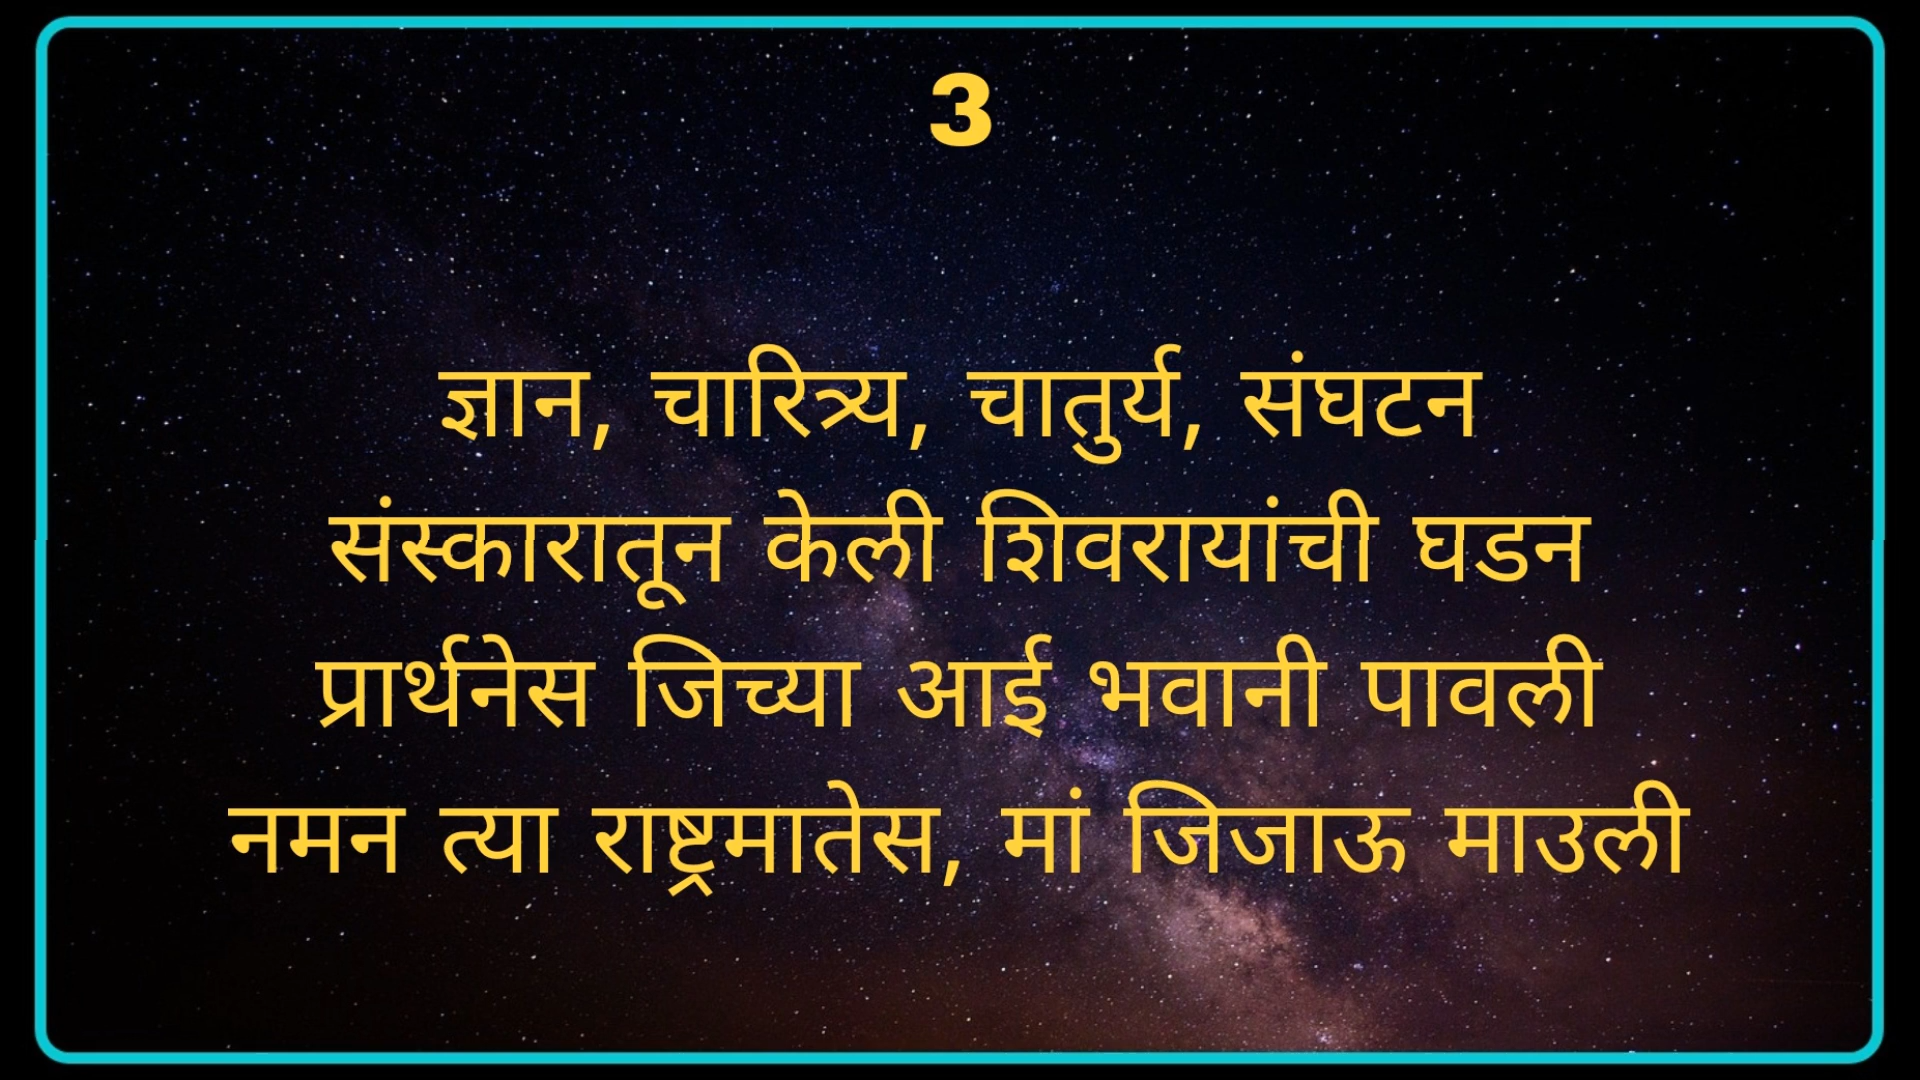 3
ज्ञान, चारित्र्य, चातुर्य, संघटन
संस्कारातून केली शिवरायांची घडन
प्रार्थनेस जिच्या आई भवानी पावली
नमन त्या राष्ट्रमातेस, मां जिजाऊ माउली